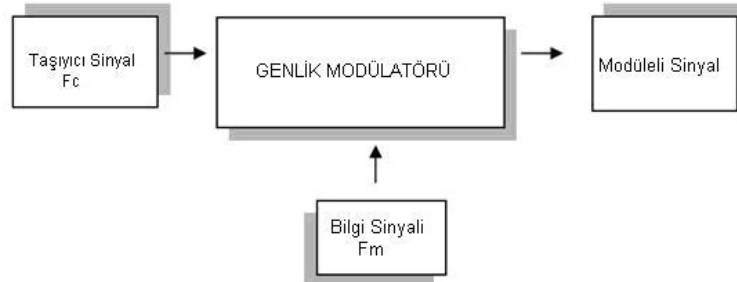 Taşıyıcı Sinyal
Fc
GENLİK MODÜLATÖRÜ
Modüleli Sinyal
Bilgi Sinyali
Fm